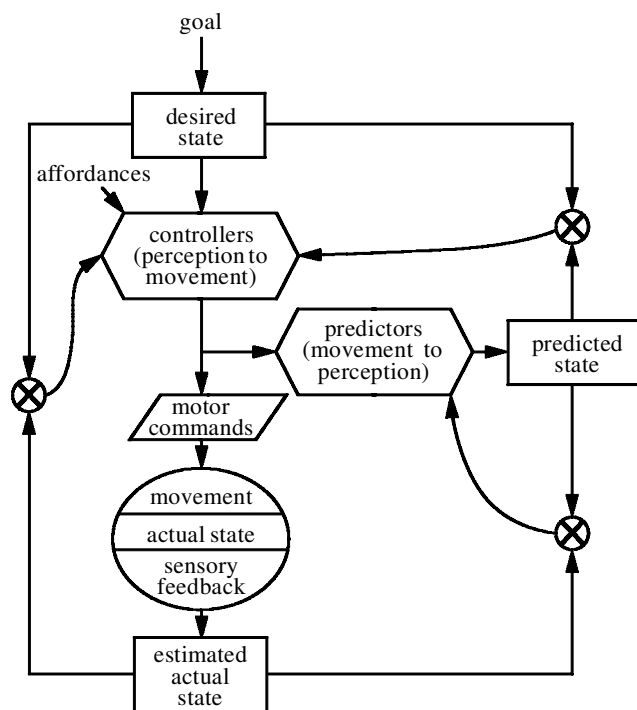 goal
desired
state
affordances
controllers
(perception to
movement)
predictors
(movement to
perception)
predicted
state
motor
commands
movement
actual state
sensory
feedback
estimated
actual
state